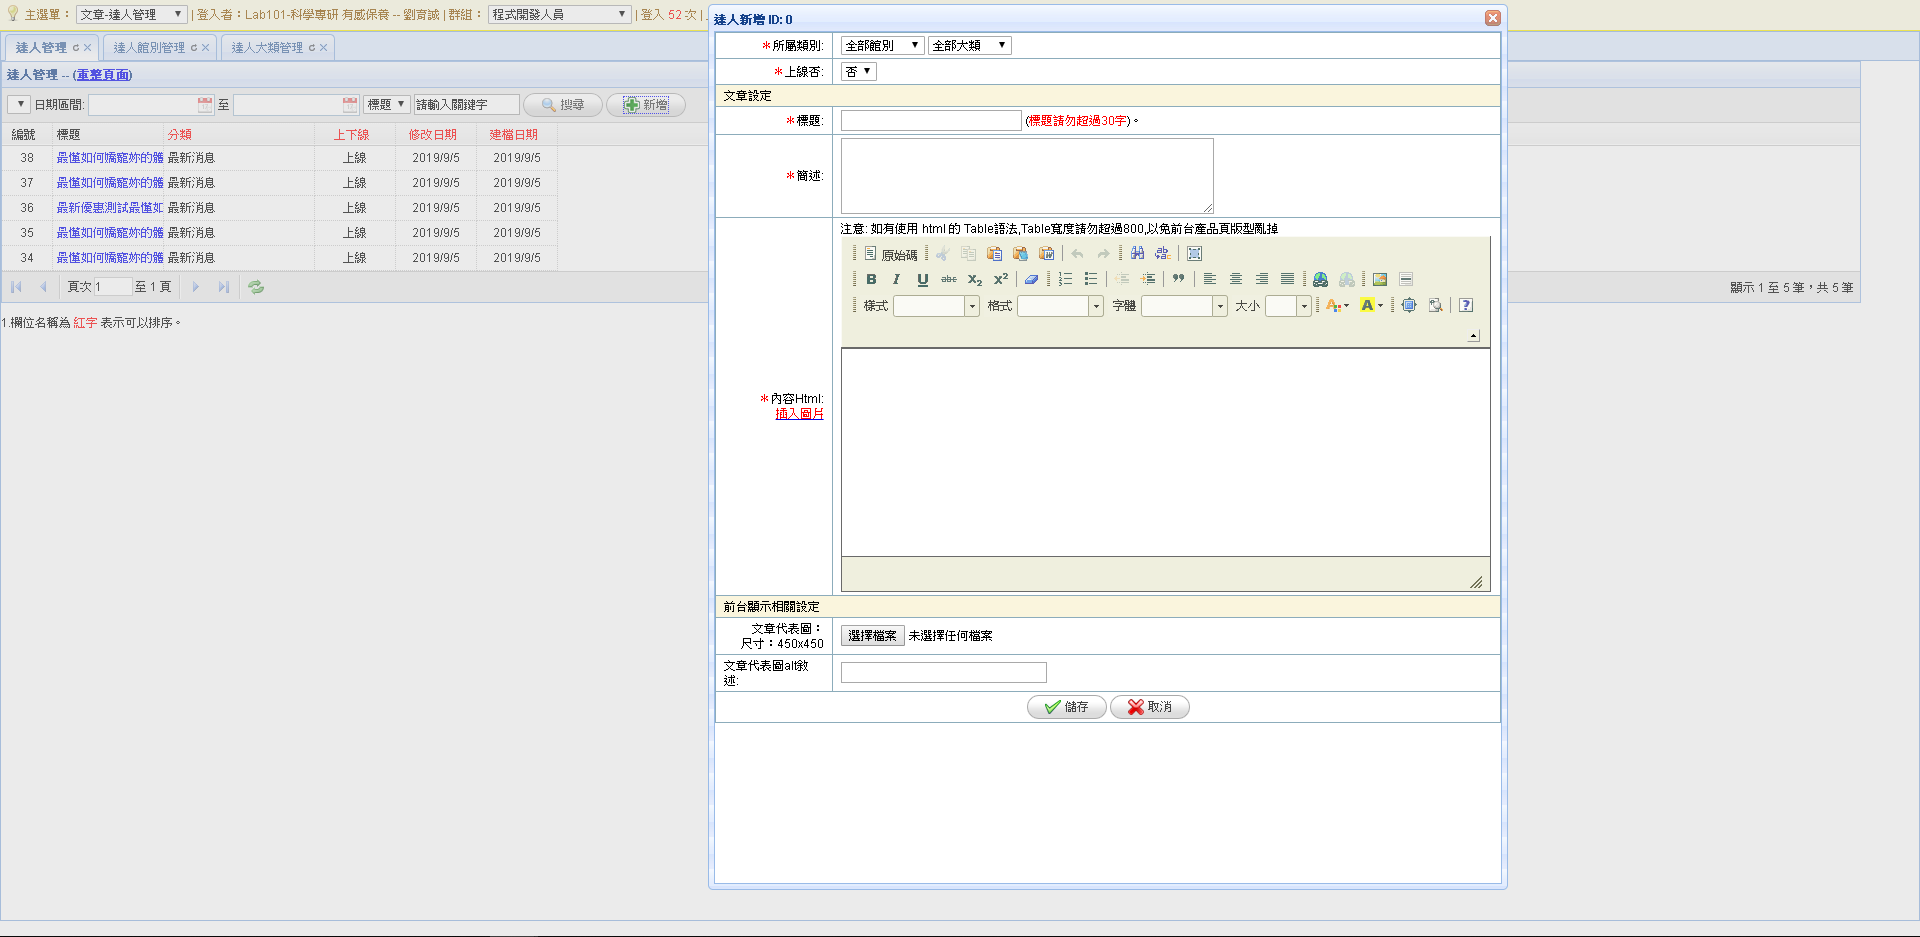 主選單： 文章-達人管理 | 登入者：Lab101-科學專研 有感保養 -- 劉育誠 | 群組： 程式開發人員 | 登入 52 次 |
達人管理 達人館別管理 達人大類管理
達人管理 -- (重整頁面)
日期區間: 至 標題 請輸入關鍵字 搜尋 新增
編號 標題 分類 上下線 修改日期 建檔日期
38 最懂如何嬌寵妳的體 最新消息 上線 2019/9/5 2019/9/5
37 最懂如何嬌寵妳的體 最新消息 上線 2019/9/5 2019/9/5
36 最新優惠測試最懂如 最新消息 上線 2019/9/5 2019/9/5
35 最懂如何嬌寵妳的體 最新消息 上線 2019/9/5 2019/9/5
34 最懂如何嬌寵妳的體 最新消息 上線 2019/9/5 2019/9/5
頁次 1 至 1 頁
顯示 1 至 5 筆，共 5 筆
1.欄位名稱為 紅字 表示可以排序。
達人新增 ID: 0
*所屬類別: 全部館別 全部大類
*上線否: 否
文章設定
*標題: (標題請勿超過30字)。
*簡述:
注意: 如有使用 html 的 Table語法,Table寬度請勿超過800,以免前台產品頁版型亂掉
原始碼
B I U abc X₂ X²
樣式 格式 字體 大小 A A ?
*內容Html:
插入圖片
前台顯示相關設定
文章代表圖：
尺寸：450x450
選擇檔案 未選擇任何檔案
文章代表圖alt敘
述:
儲存 取消